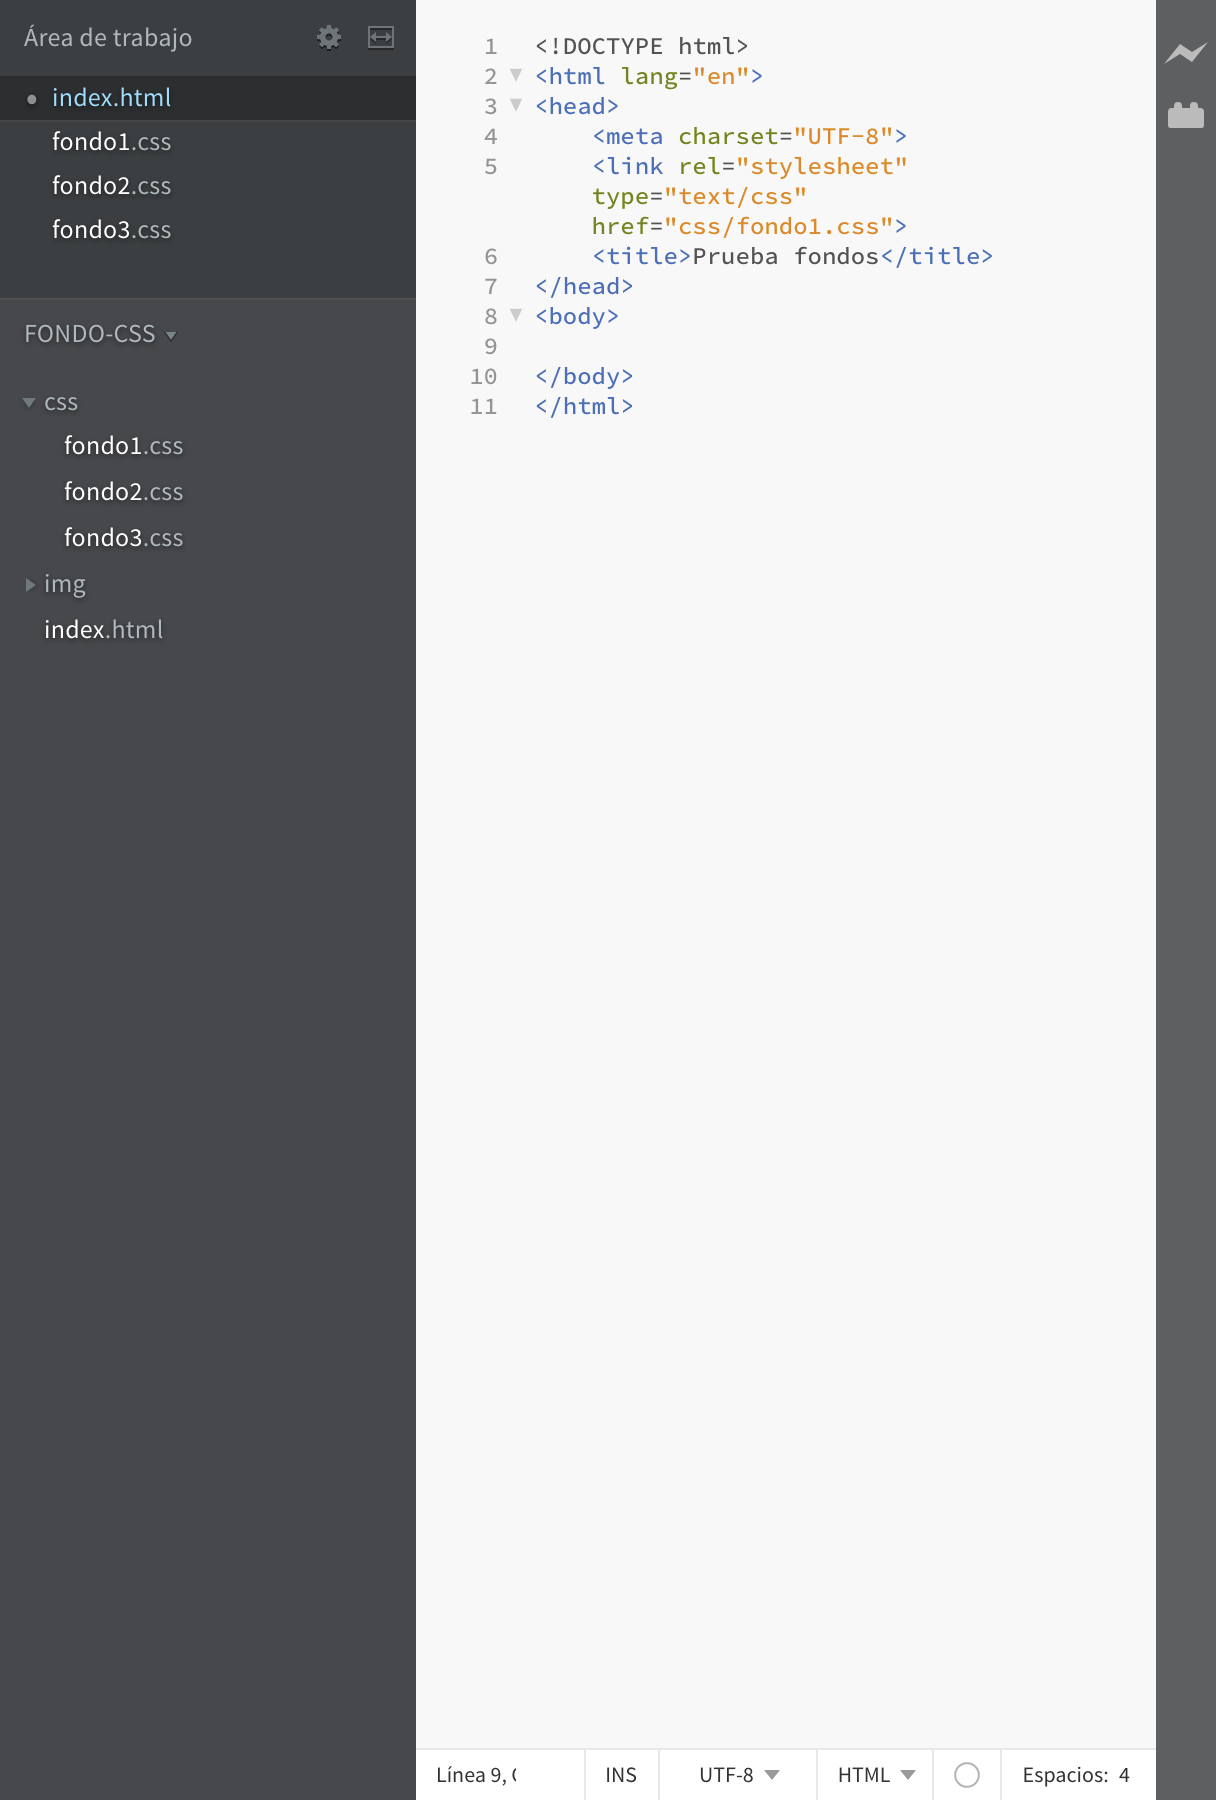 Área de trabajo
index.html
fondo1.css
fondo2.css
fondo3.css
FONDO-CSS
css
fondo1.css
fondo2.css
fondo3.css
img
index.html
1 <!DOCTYPE html>
2 <html lang="en">
3 <head>
4 <meta charset="UTF-8">
5 <link rel="stylesheet"
type="text/css"
href="css/fondo1.css">
6 <title>Prueba fondos</title>
7 </head>
8 <body>
9
10 </body>
11 </html>
Línea 9, INS UTF-8 HTML Espacios: 4